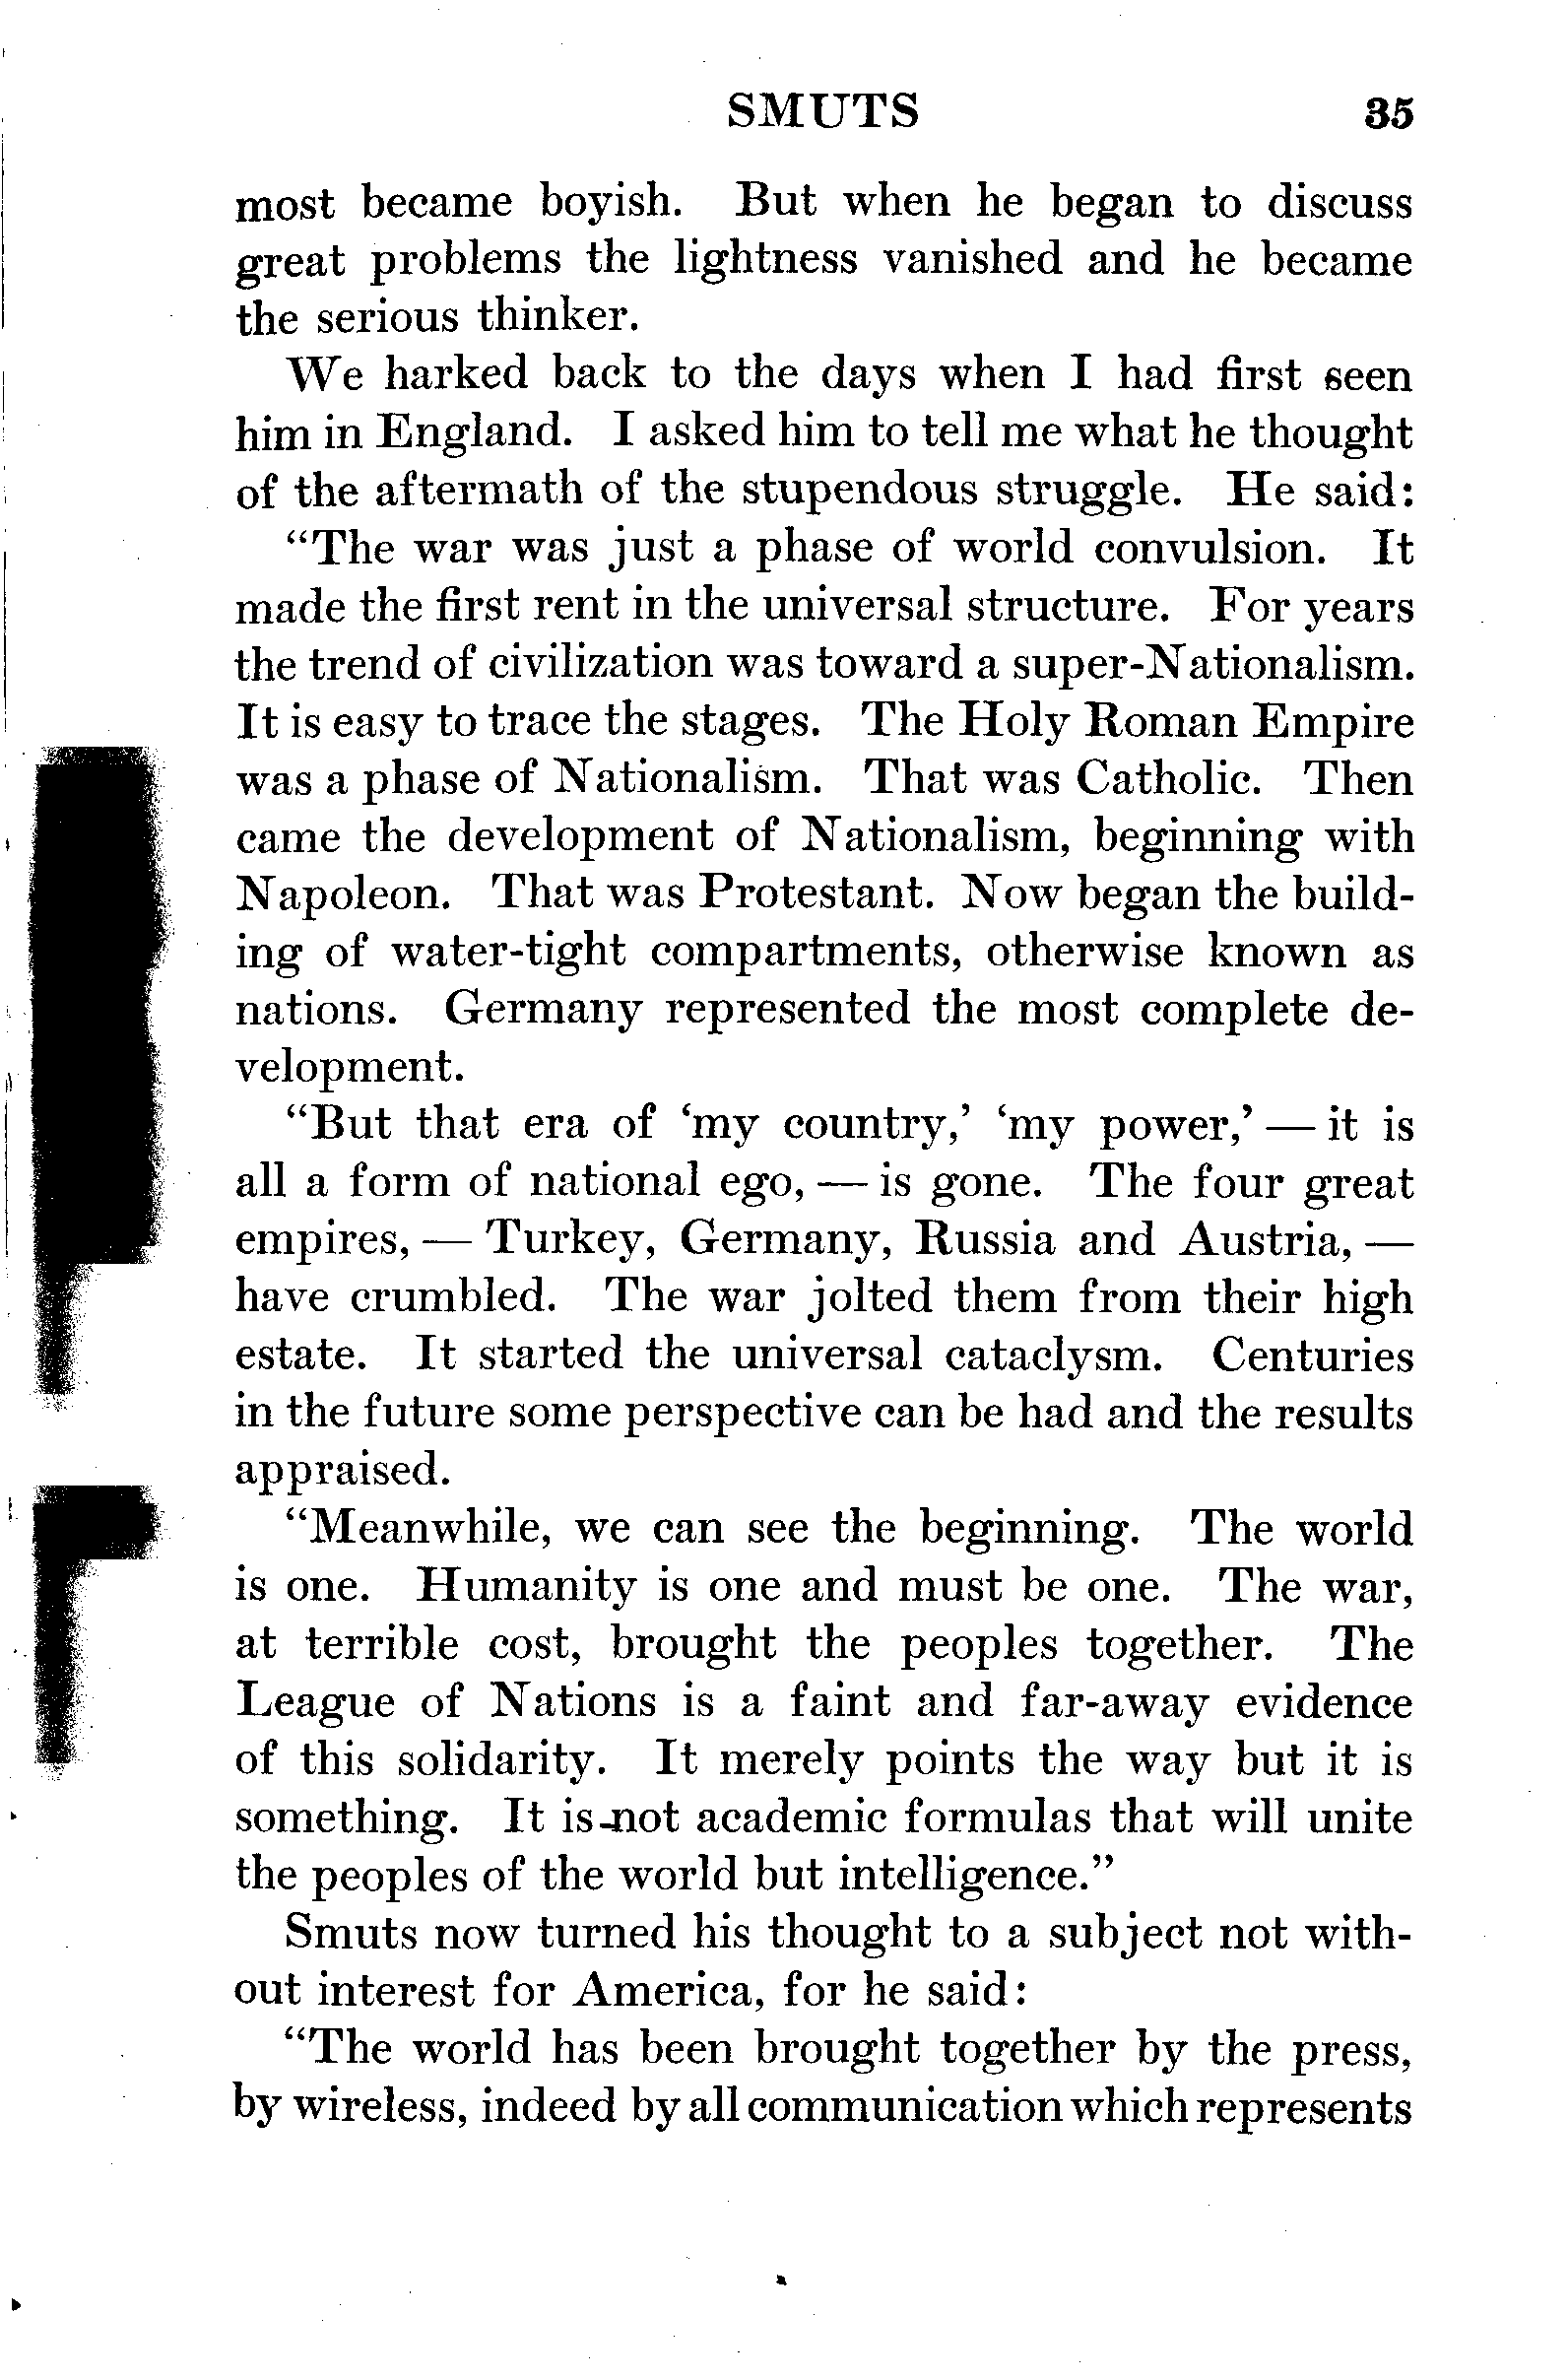 SMUTS 35
most became boyish. But when he began to discuss
great problems the lightness vanished and he became
the serious thinker.
We harked back to the days when I had first seen
him in England. I asked him to tell me what he thought
of the aftermath of the stupendous struggle. He said:
“The war was just a phase of world convulsion. It
made the first rent in the universal structure. For years
the trend of civilization was toward a super-Nationalism.
It is easy to trace the stages. The Holy Roman Empire
was a phase of Nationalism. That was Catholic. Then
came the development of Nationalism, beginning with
Napoleon. That was Protestant. Now began the build-
ing of water-tight compartments, otherwise known as
nations. Germany represented the most complete de-
velopment.
“But that era of ‘my country,’ ‘my power,’ — it is
all a form of national ego, — is gone. The four great
empires, — Turkey, Germany, Russia and Austria, —
have crumbled. The war jolted them from their high
estate. It started the universal cataclysm. Centuries
in the future some perspective can be had and the results
appraised.
“Meanwhile, we can see the beginning. The world
is one. Humanity is one and must be one. The war,
at terrible cost, brought the peoples together. The
League of Nations is a faint and far-away evidence
of this solidarity. It merely points the way but it is
something. It is not academic formulas that will unite
the peoples of the world but intelligence.”
Smuts now turned his thought to a subject not with-
out interest for America, for he said:
“The world has been brought together by the press,
by wireless, indeed by all communication which represents